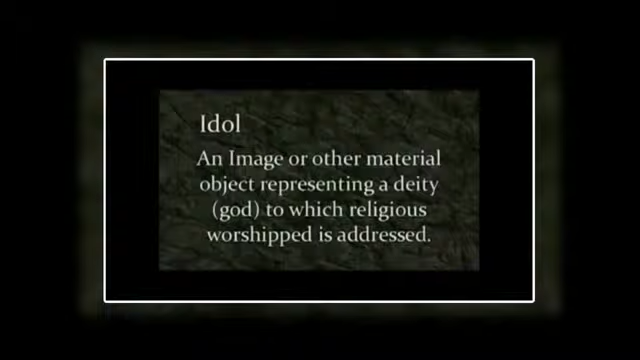 Idol
An Image or other material
object representing a deity
(god) to which religious
worshipped is addressed.